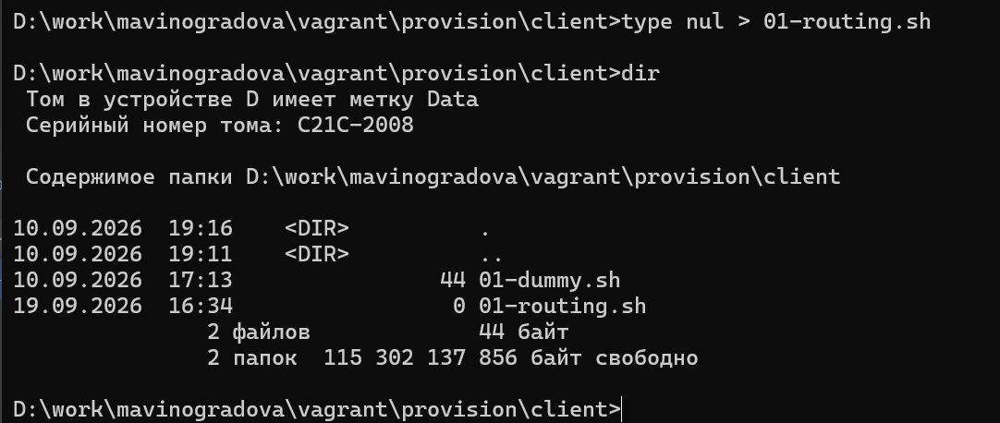 D:\work\mavinogradova\vagrant\provision\client>type nul > 01-routing.sh
D:\work\mavinogradova\vagrant\provision\client>dir
Том в устройстве D имеет метку Data
Серийный номер тома: C21C-2008
Содержимое папки D:\work\mavinogradova\vagrant\provision\client
10.09.2026  19:16    <DIR>          .
10.09.2026  19:11    <DIR>          ..
10.09.2026  17:13                44 01-dummy.sh
19.09.2026  16:34                 0 01-routing.sh
2 файлов             44 байт
2 папок  115 302 137 856 байт свободно
D:\work\mavinogradova\vagrant\provision\client>